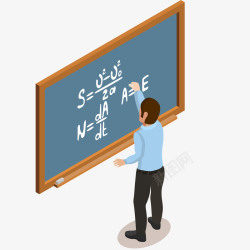 S = v²-v₀² / 2a
A = E
N = dA / dt